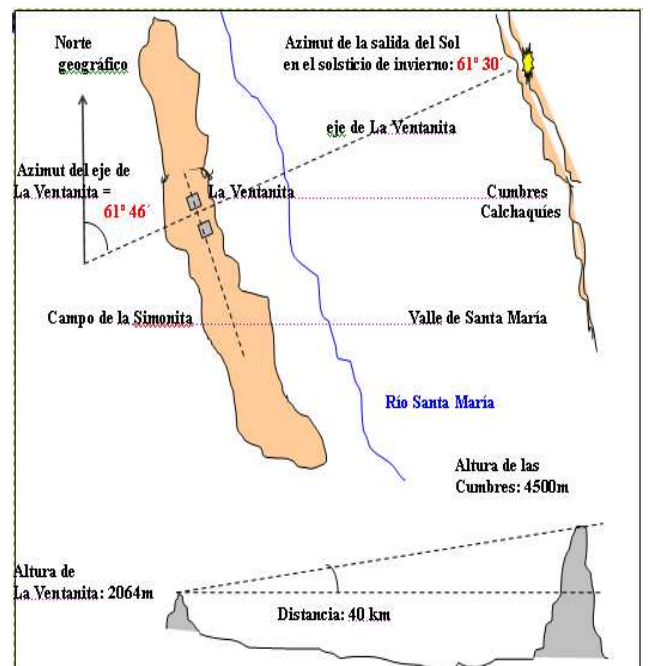 Norte
geográfico
Azimut de la salida del Sol
en el solsticio de invierno: 61° 30´
eje de La Ventanita
Azimut del eje de
La Ventanita =
61° 46´
La Ventanita
Cumbres
Calchaquíes
Campo de la Simonita
Valle de Santa María
Río Santa María
Altura de las
Cumbres: 4500m
Altura de
La Ventanita: 2064m
Distancia: 40 km